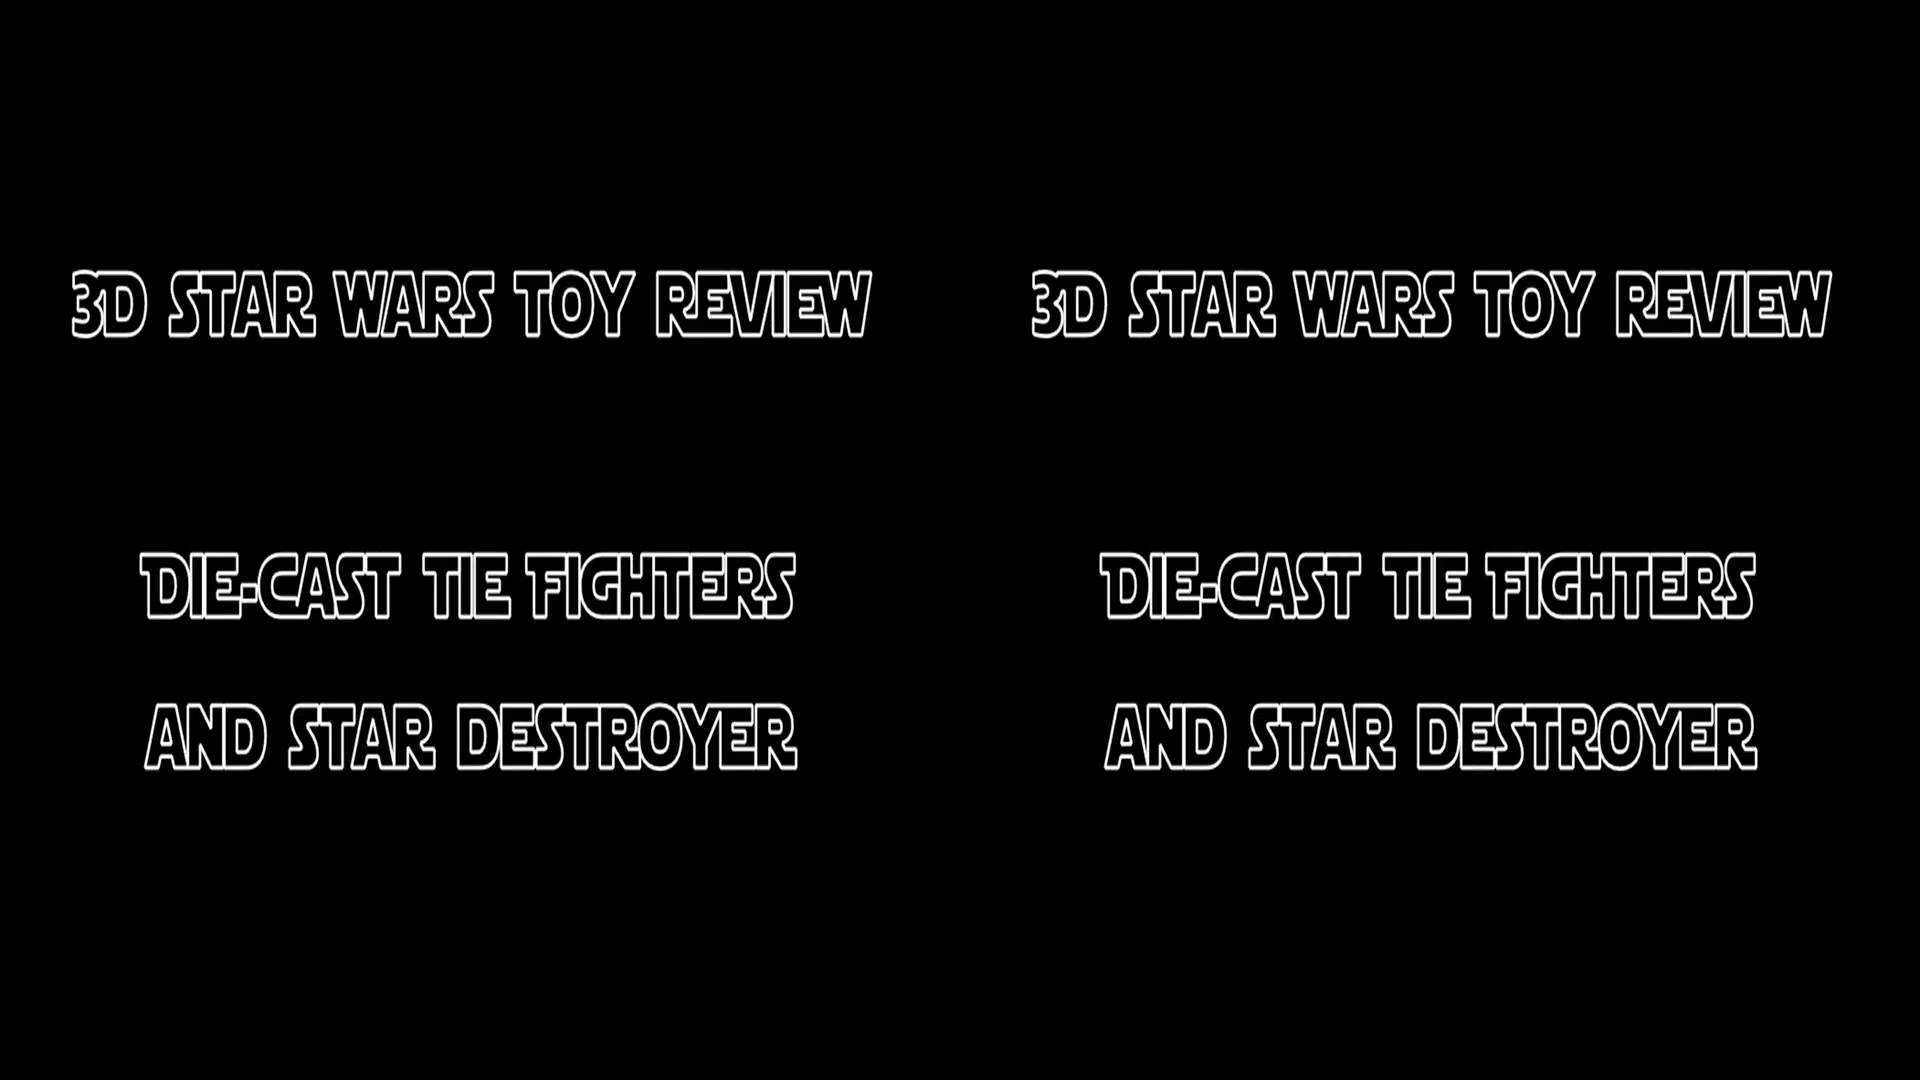 3D STAR WARS TOY REVIEW
DIE-CAST TIE FIGHTERS
AND STAR DESTROYER
3D STAR WARS TOY REVIEW
DIE-CAST TIE FIGHTERS
AND STAR DESTROYER